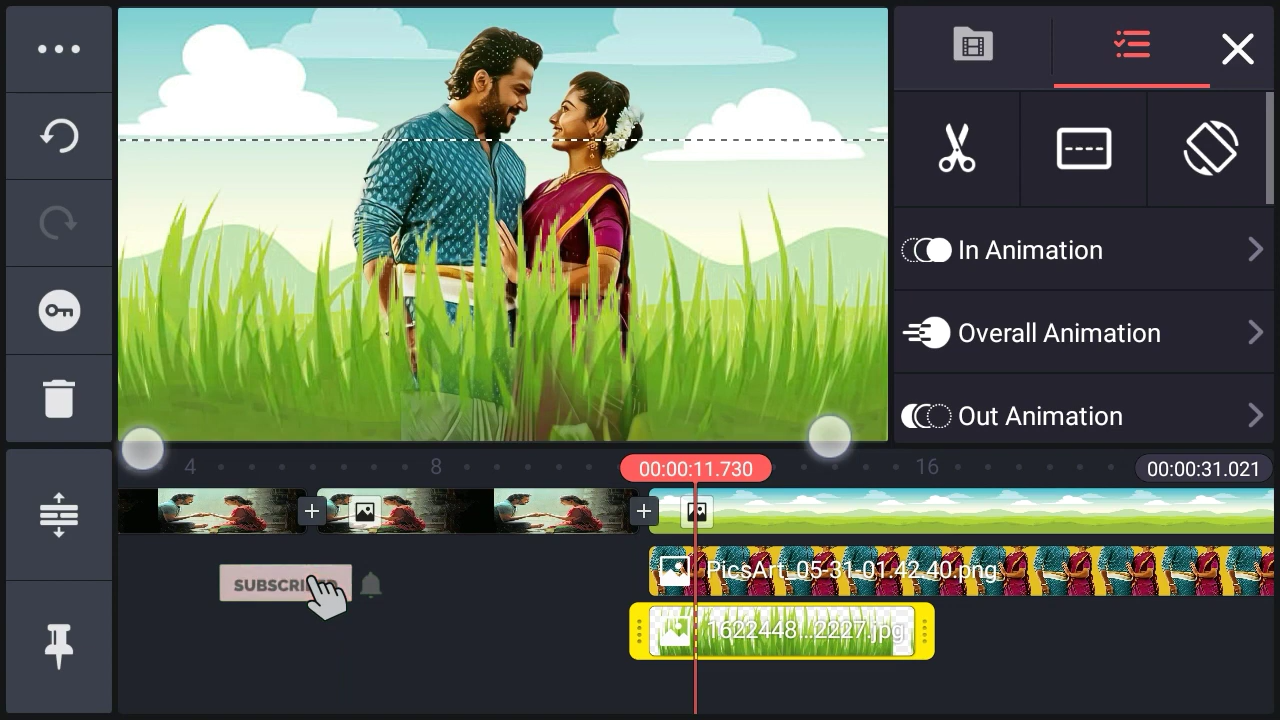 In Animation
Overall Animation
Out Animation
4
8
00:00:11.730
16
00:00:31.021
PicsArt_05-31-01.42.40.png
SUBSCRIBE
1622448...2227.jpg